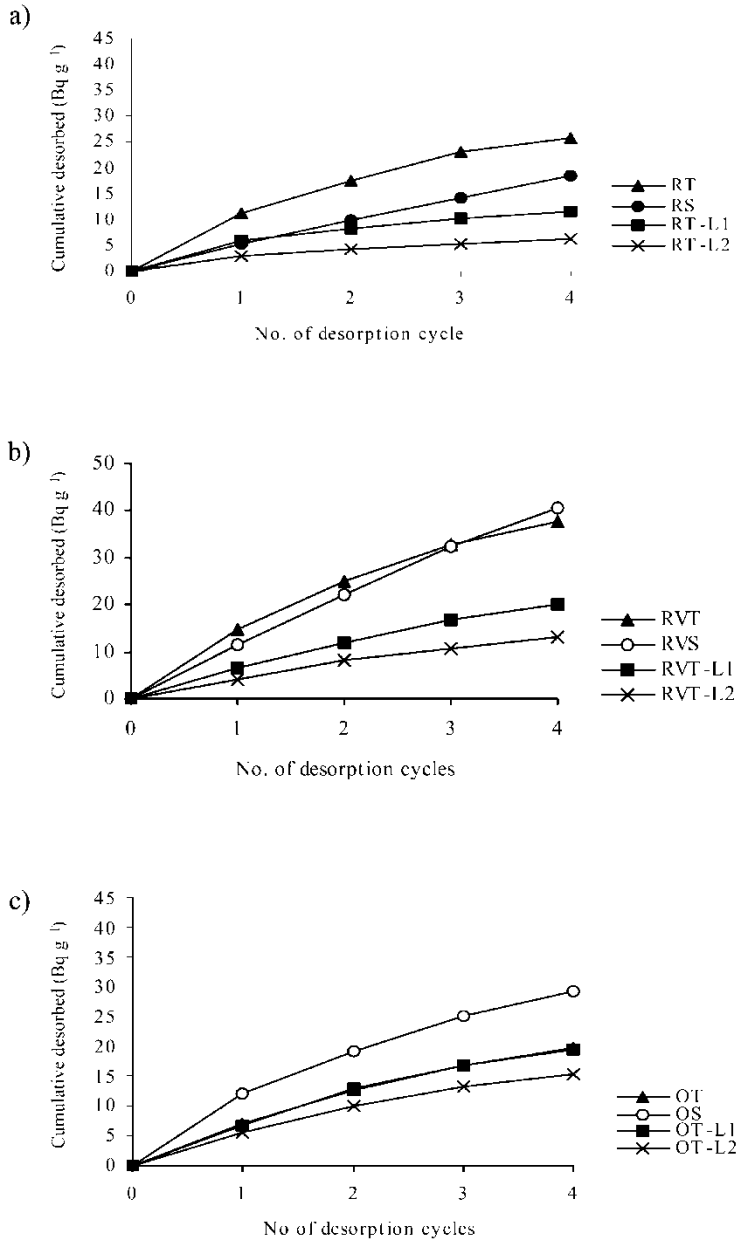 a)
Cumulative desorbed (Bq g⁻¹)
45
40
35
30
25
20
15
10
5
0
0 1 2 3 4
No. of desorption cycle
RT
RS
RT-L1
RT-L2
b)
Cumulative desorbed (Bq g⁻¹)
50
40
30
20
10
0
0 1 2 3 4
No. of desorption cycles
RVT
RVS
RVT-L1
RVT-L2
c)
Cumulative desorbed (Bq g⁻¹)
45
40
35
30
25
20
15
10
5
0
0 1 2 3 4
No of desorption cycles
OT
OS
OT-L1
OT-L2